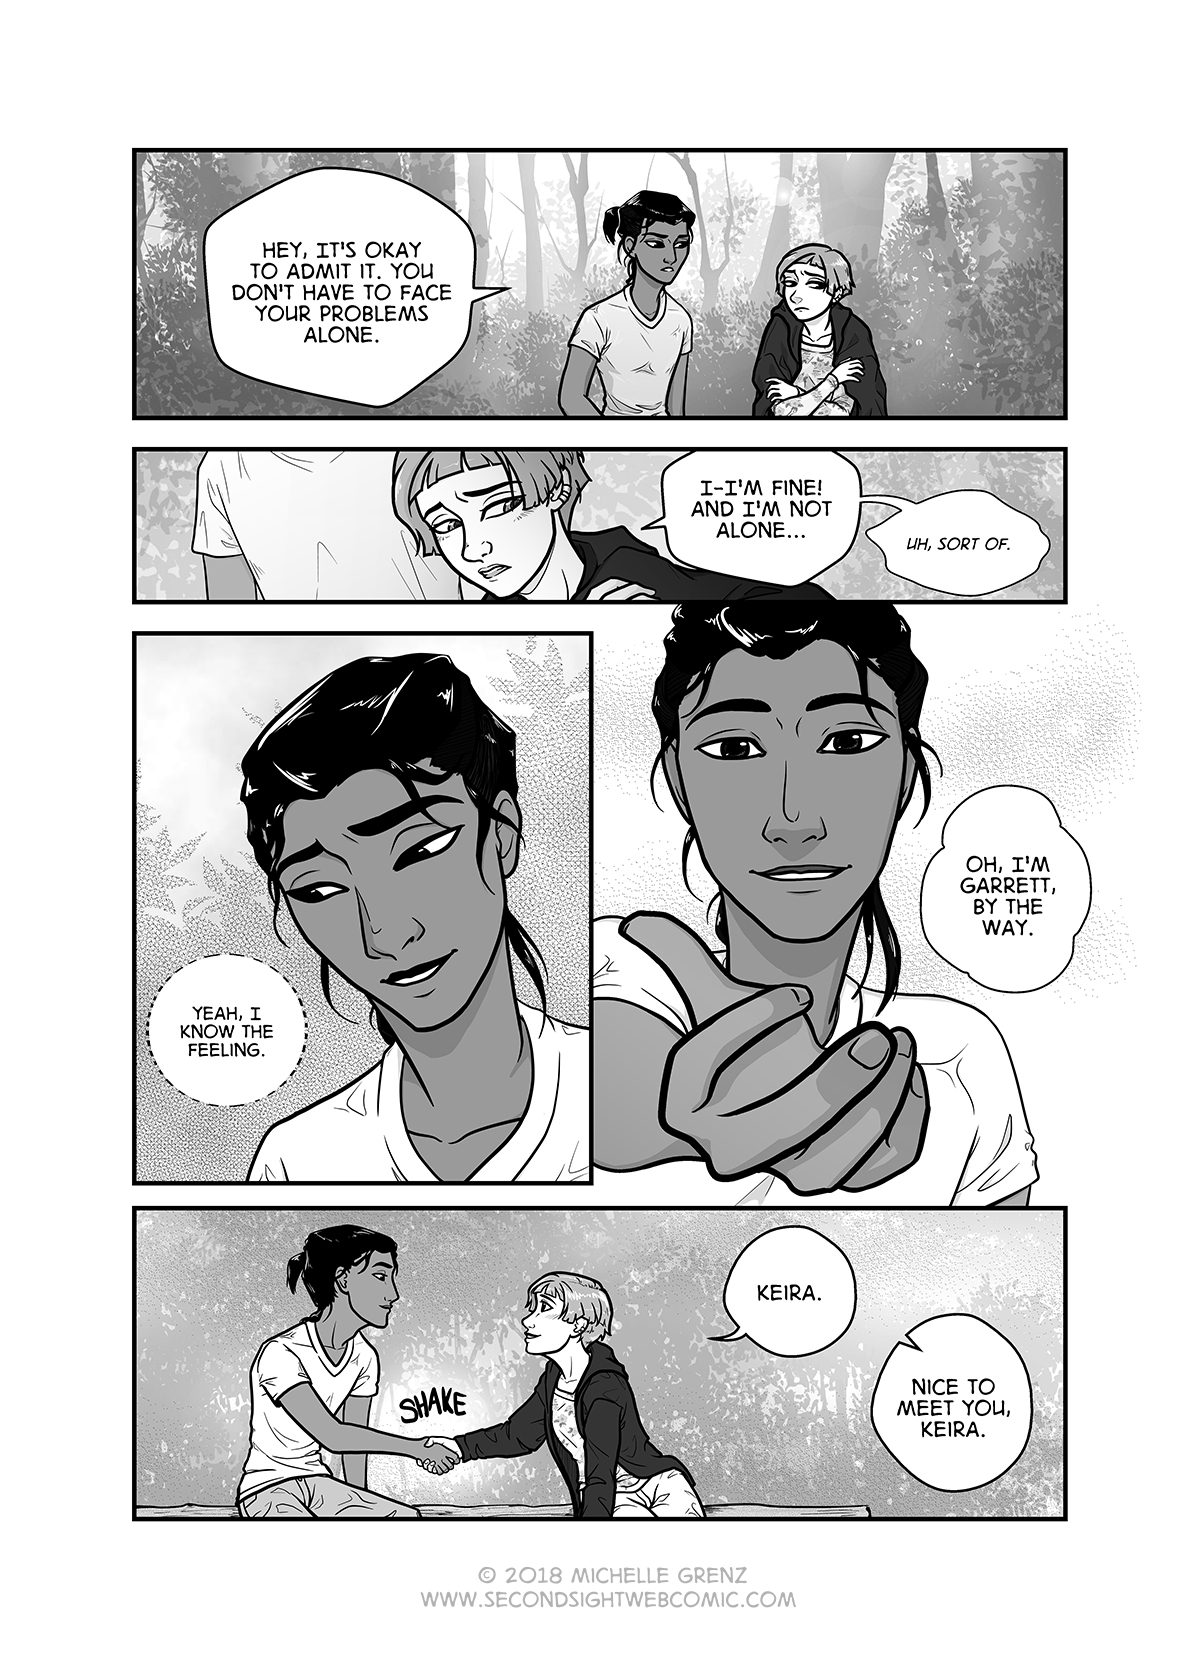 HEY, IT'S OKAY
TO ADMIT IT. YOU
DON'T HAVE TO FACE
YOUR PROBLEMS
ALONE.
I-I'M FINE!
AND I'M NOT
ALONE...
UH, SORT OF.
YEAH, I
KNOW THE
FEELING.
OH, I'M
GARRETT,
BY THE
WAY.
SHAKE
KEIRA.
NICE TO
MEET YOU,
KEIRA.
© 2018 MICHELLE GRENZ
WWW.SECONDSIGHTWEBCOMIC.COM